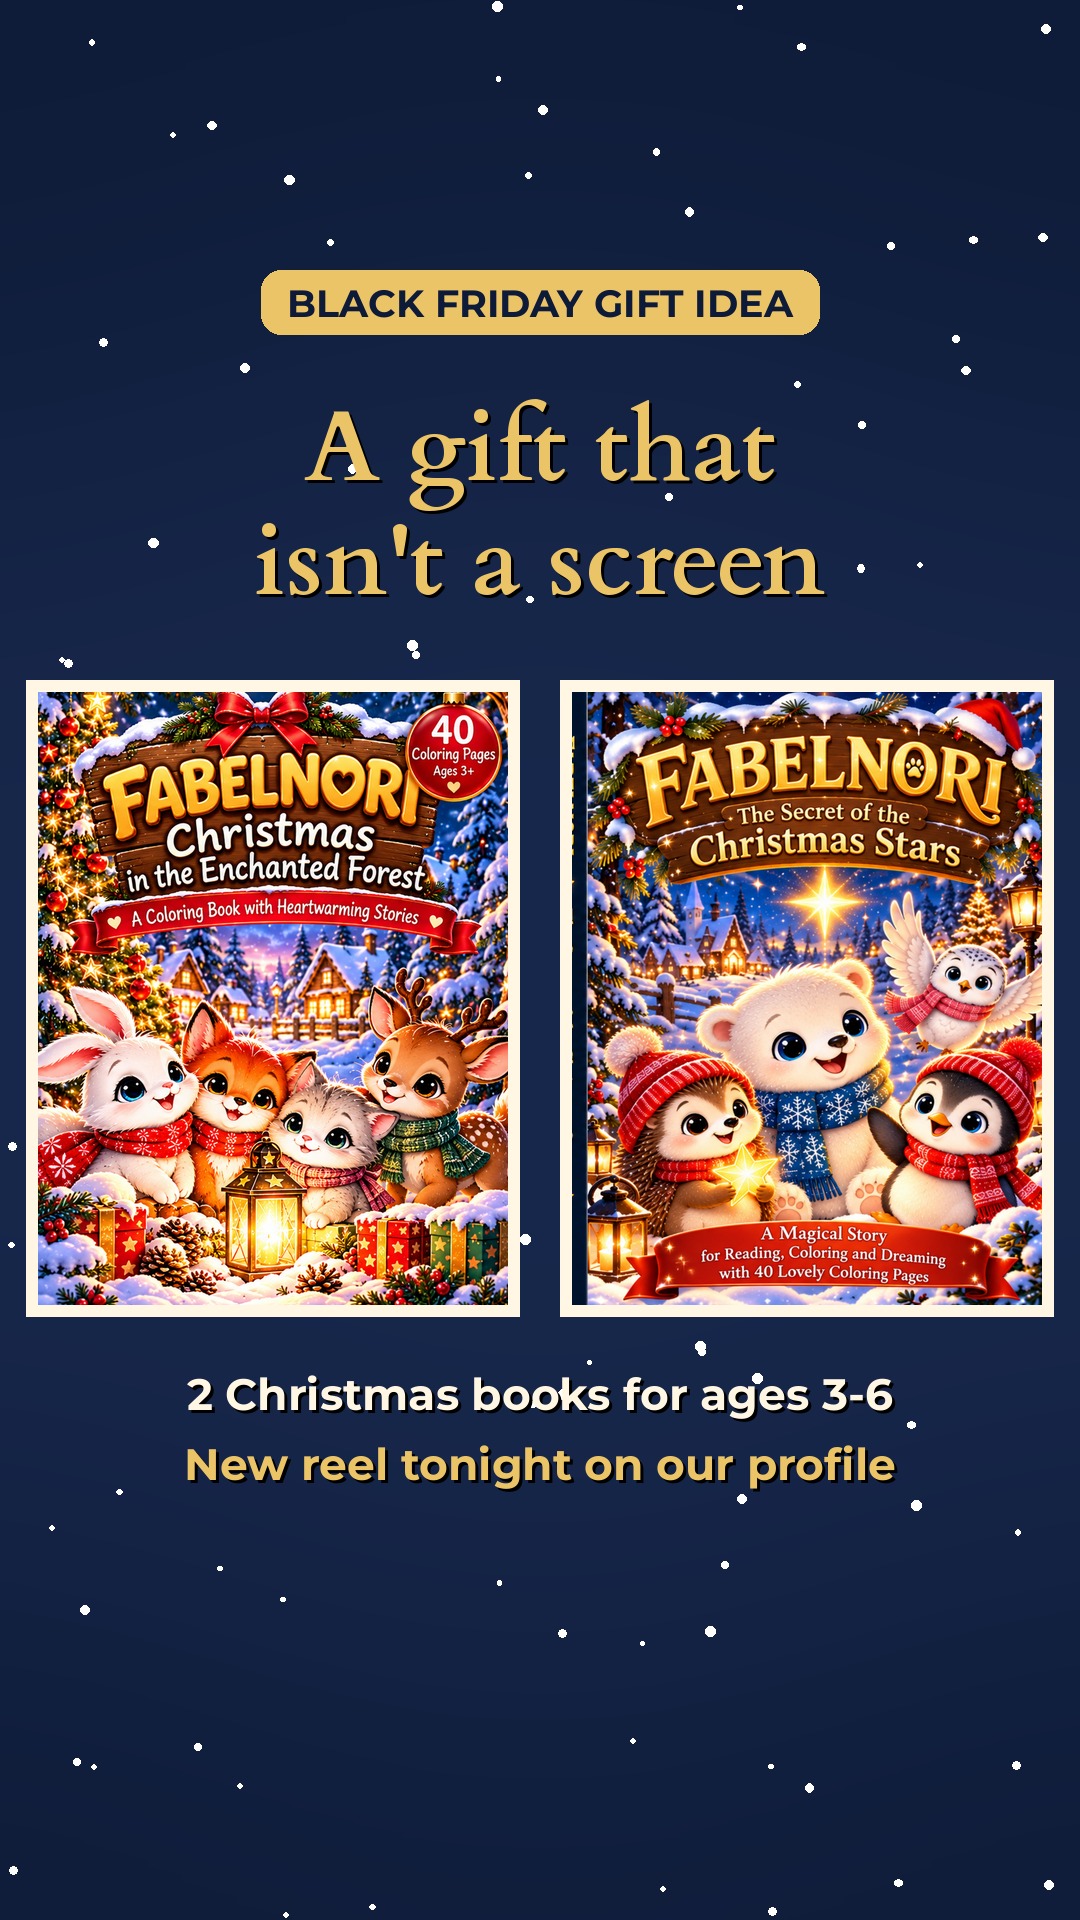 BLACK FRIDAY GIFT IDEA
A gift that
isn't a screen
40
Coloring Pages
Ages 3+
FABELNORI
Christmas
in the Enchanted Forest
A Coloring Book with Heartwarming Stories
FABELNORI
The Secret of the
Christmas Stars
A Magical Story
for Reading, Coloring and Dreaming
with 40 Lovely Coloring Pages
2 Christmas books for ages 3-6
New reel tonight on our profile